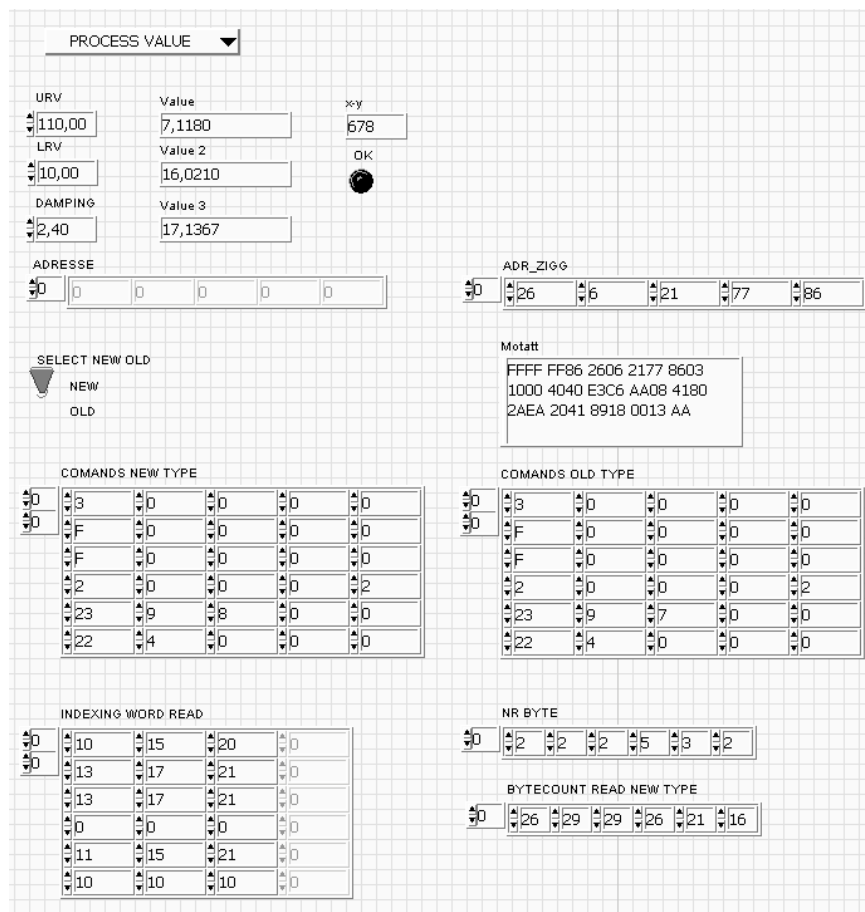 PROCESS VALUE
URV
Value
x-y
110,00
7,1180
678
LRV
Value 2
OK
10,00
16,0210
DAMPING
Value 3
2,40
17,1367
ADRESSE
ADR_ZIGG
0 0 0 0 0 0
0 26 6 21 77 86
SELECT NEW OLD
NEW
OLD
Motatt
FFFF FF86 2606 2177 8603
1000 4040 E3C6 AA08 4180
2AEA 2041 8918 0013 AA
COMANDS NEW TYPE
0 3 0 0 0 0
0 F 0 0 0 0
F 0 0 0 0
2 0 0 0 2
23 9 8 0 0
22 4 0 0 0
COMANDS OLD TYPE
0 3 0 0 0 0
0 F 0 0 0 0
F 0 0 0 0
2 0 0 0 2
23 9 7 0 0
22 4 0 0 0
INDEXING WORD READ
0 10 15 20 0
0 13 17 21 0
13 17 21 0
0 0 0 0
11 15 21 0
10 10 10 0
NR BYTE
0 2 2 2 5 3 2
BYTECOUNT READ NEW TYPE
0 26 29 29 26 21 16